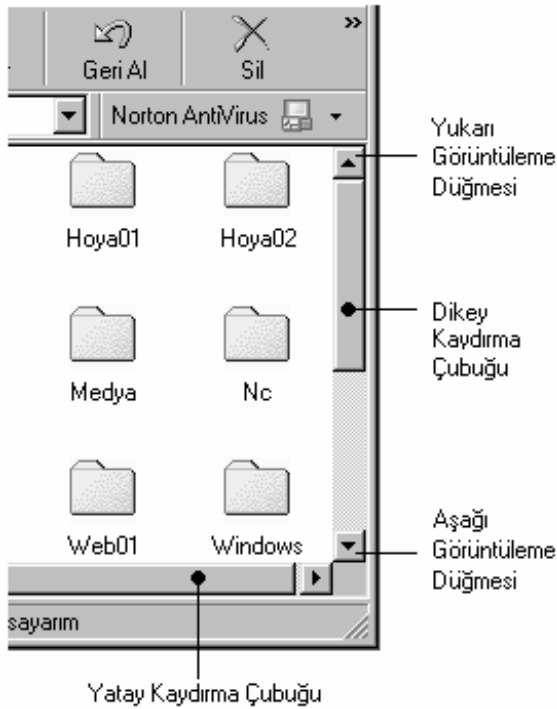 »
Geri Al Sil
Norton AntiVirus
Yukarı
Görüntüleme
Düğmesi
Hoya01 Hoya02
Dikey
Kaydırma
Çubuğu
Medya Nc
Aşağı
Görüntüleme
Düğmesi
Web01 Windows
sayarım
Yatay Kaydırma Çubuğu